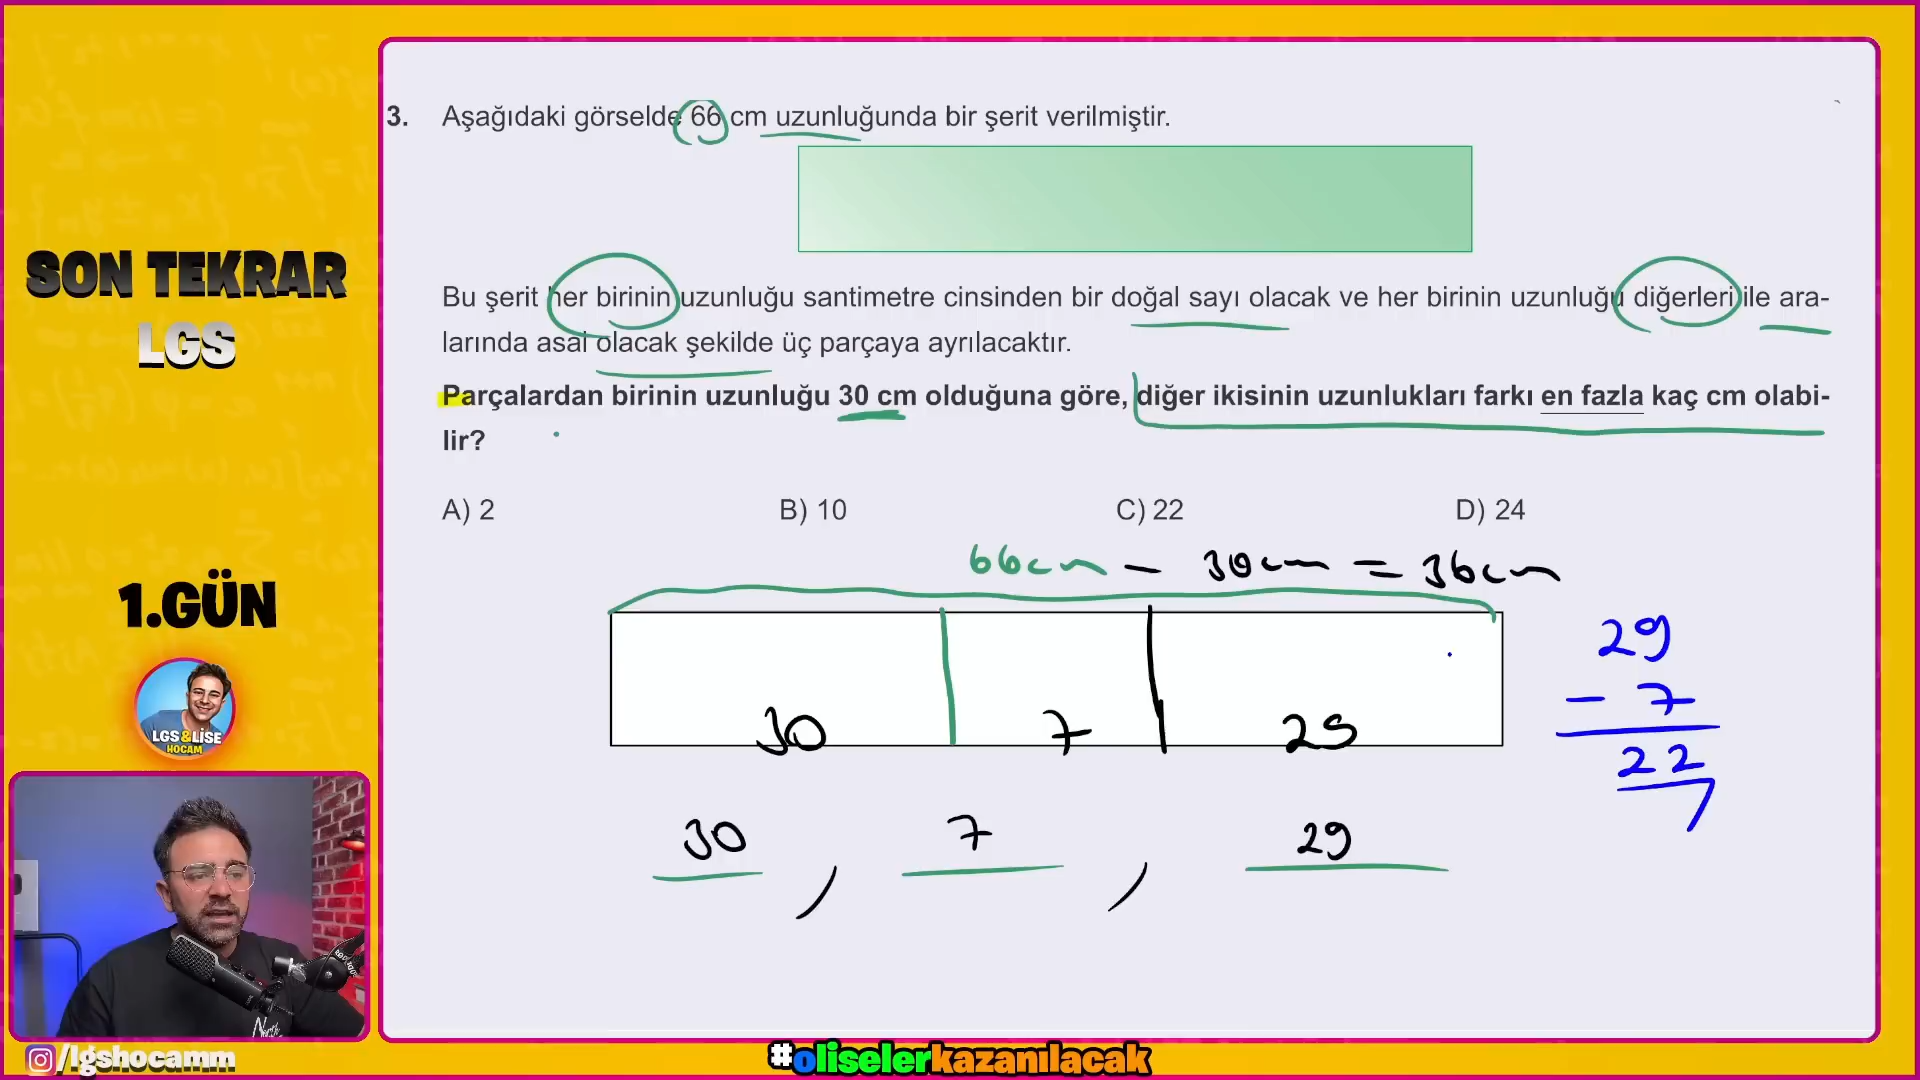 SON TEKRAR
LGS
1.GÜN
LGS&LİSE
HOCAM
/lgshocamm
3. Aşağıdaki görselde 66 cm uzunluğunda bir şerit verilmiştir.
Bu şerit her birinin uzunluğu santimetre cinsinden bir doğal sayı olacak ve her birinin uzunluğu diğerleri ile ara-
larında asal olacak şekilde üç parçaya ayrılacaktır.
Parçalardan birinin uzunluğu 30 cm olduğuna göre, diğer ikisinin uzunlukları farkı en fazla kaç cm olabi-
lir?
A) 2 B) 10 C) 22 D) 24
66cm - 30cm = 36cm
30 7 29
29
- 7
22
30 , 7 , 29
#oliselerkazanılacak